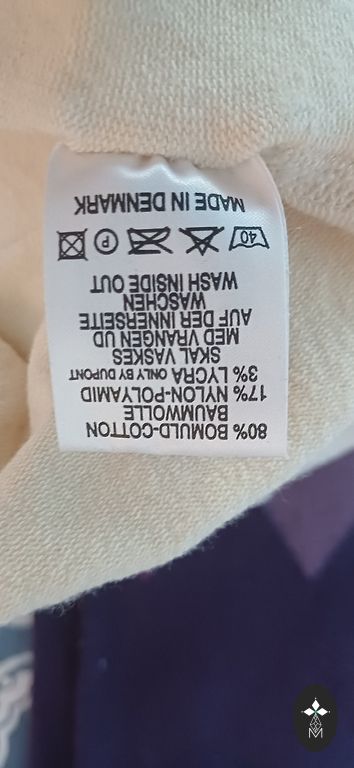 80% BOMULD-COTTON
BAUMWOLLE
17% NYLON-POLYAMID
3% LYCRA ONLY BY DUPONT
SKAL VASKES
MED VRANGEN UD
AUF DER INNERSEITE
WASCHEN
WASH INSIDE OUT
40 P
MADE IN DENMARK
M